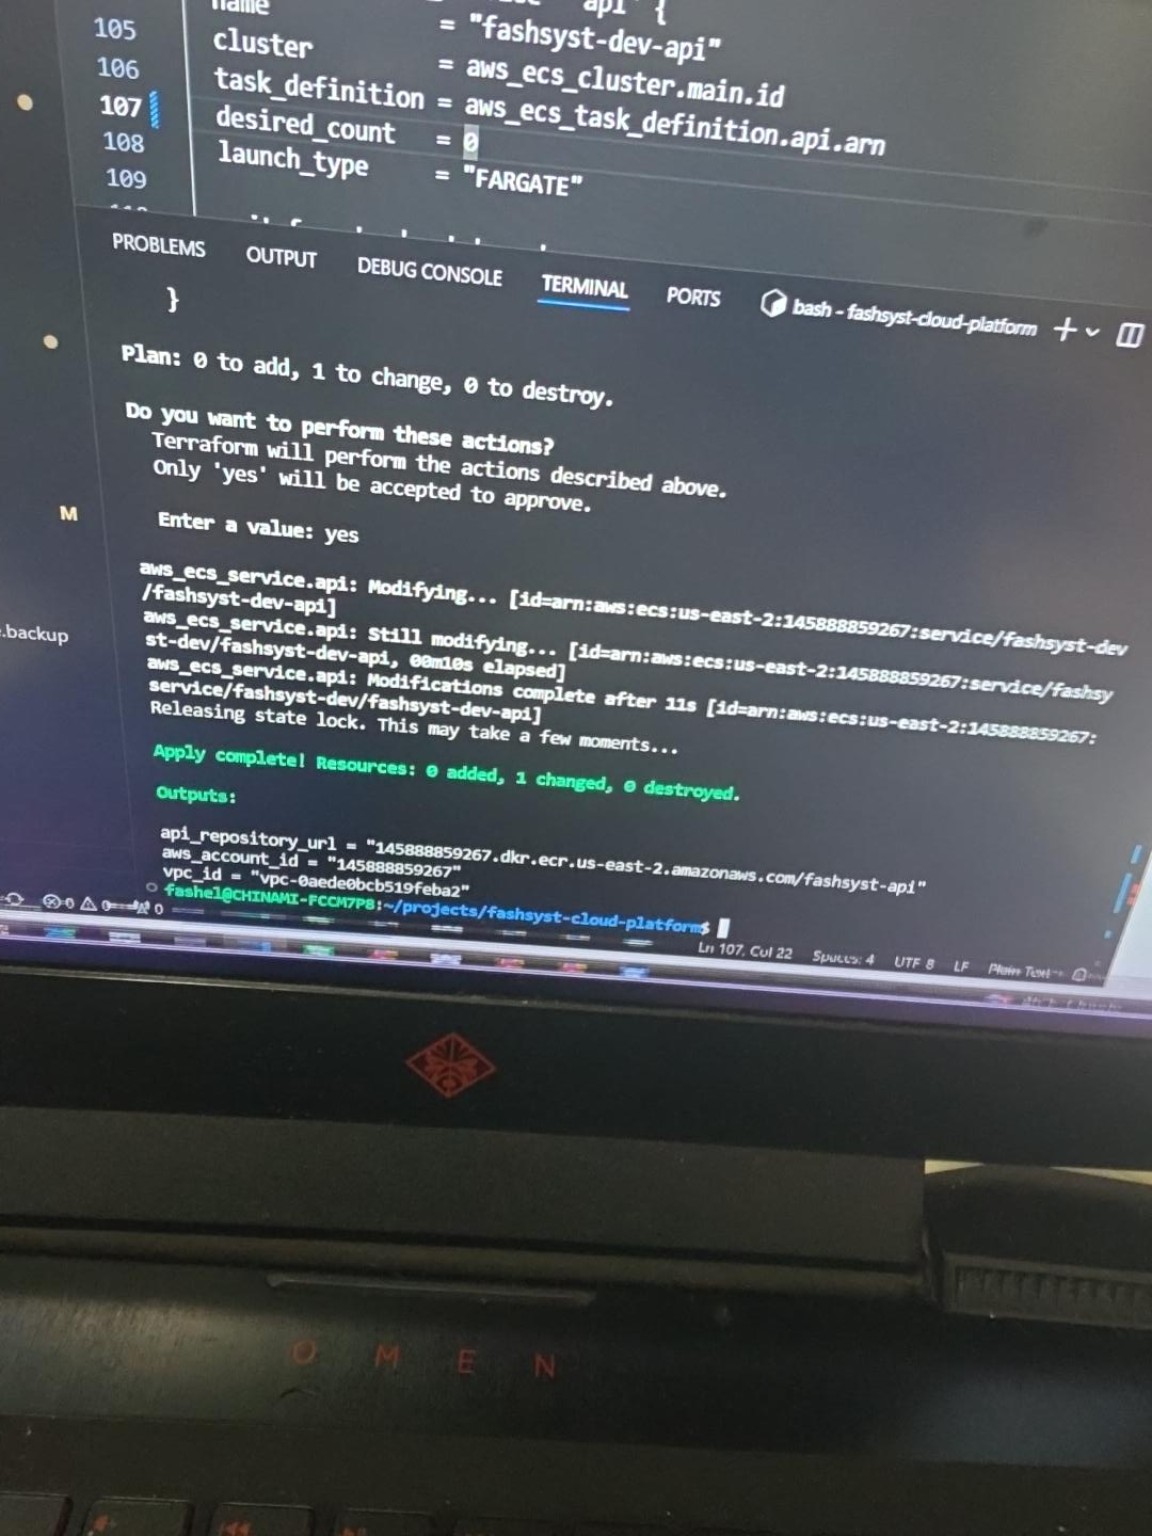 name = "fashsyst-dev-api"
105 cluster = aws_ecs_cluster.main.id
106 task_definition = aws_ecs_task_definition.api.arn
107 desired_count = 0
108 launch_type = "FARGATE"
109
PROBLEMS OUTPUT DEBUG CONSOLE TERMINAL PORTS bash - fashsyst-cloud-platform
}
Plan: 0 to add, 1 to change, 0 to destroy.
Do you want to perform these actions?
Terraform will perform the actions described above.
Only 'yes' will be accepted to approve.
M
Enter a value: yes
aws_ecs_service.api: Modifying... [id=arn:aws:ecs:us-east-2:145888859267:service/fashsyst-dev
/fashsyst-dev-api]
.backup
aws_ecs_service.api: Still modifying... [id=arn:aws:ecs:us-east-2:145888859267:service/fashsy
st-dev/fashsyst-dev-api, 00m10s elapsed]
aws_ecs_service.api: Modifications complete after 11s [id=arn:aws:ecs:us-east-2:145888859267:
service/fashsyst-dev/fashsyst-dev-api]
Releasing state lock. This may take a few moments...
Apply complete! Resources: 0 added, 1 changed, 0 destroyed.
Outputs:
api_repository_url = "145888859267.dkr.ecr.us-east-2.amazonaws.com/fashsyst-api"
aws_account_id = "145888859267"
vpc_id = "vpc-0aede0bcb519feba2"
fashel@CHINAMI-FCCM7P8:~/projects/fashsyst-cloud-platform$
0 0 0 Ln 107, Col 22 Spaces: 4 UTF 8 LF Plain Text
OMEN